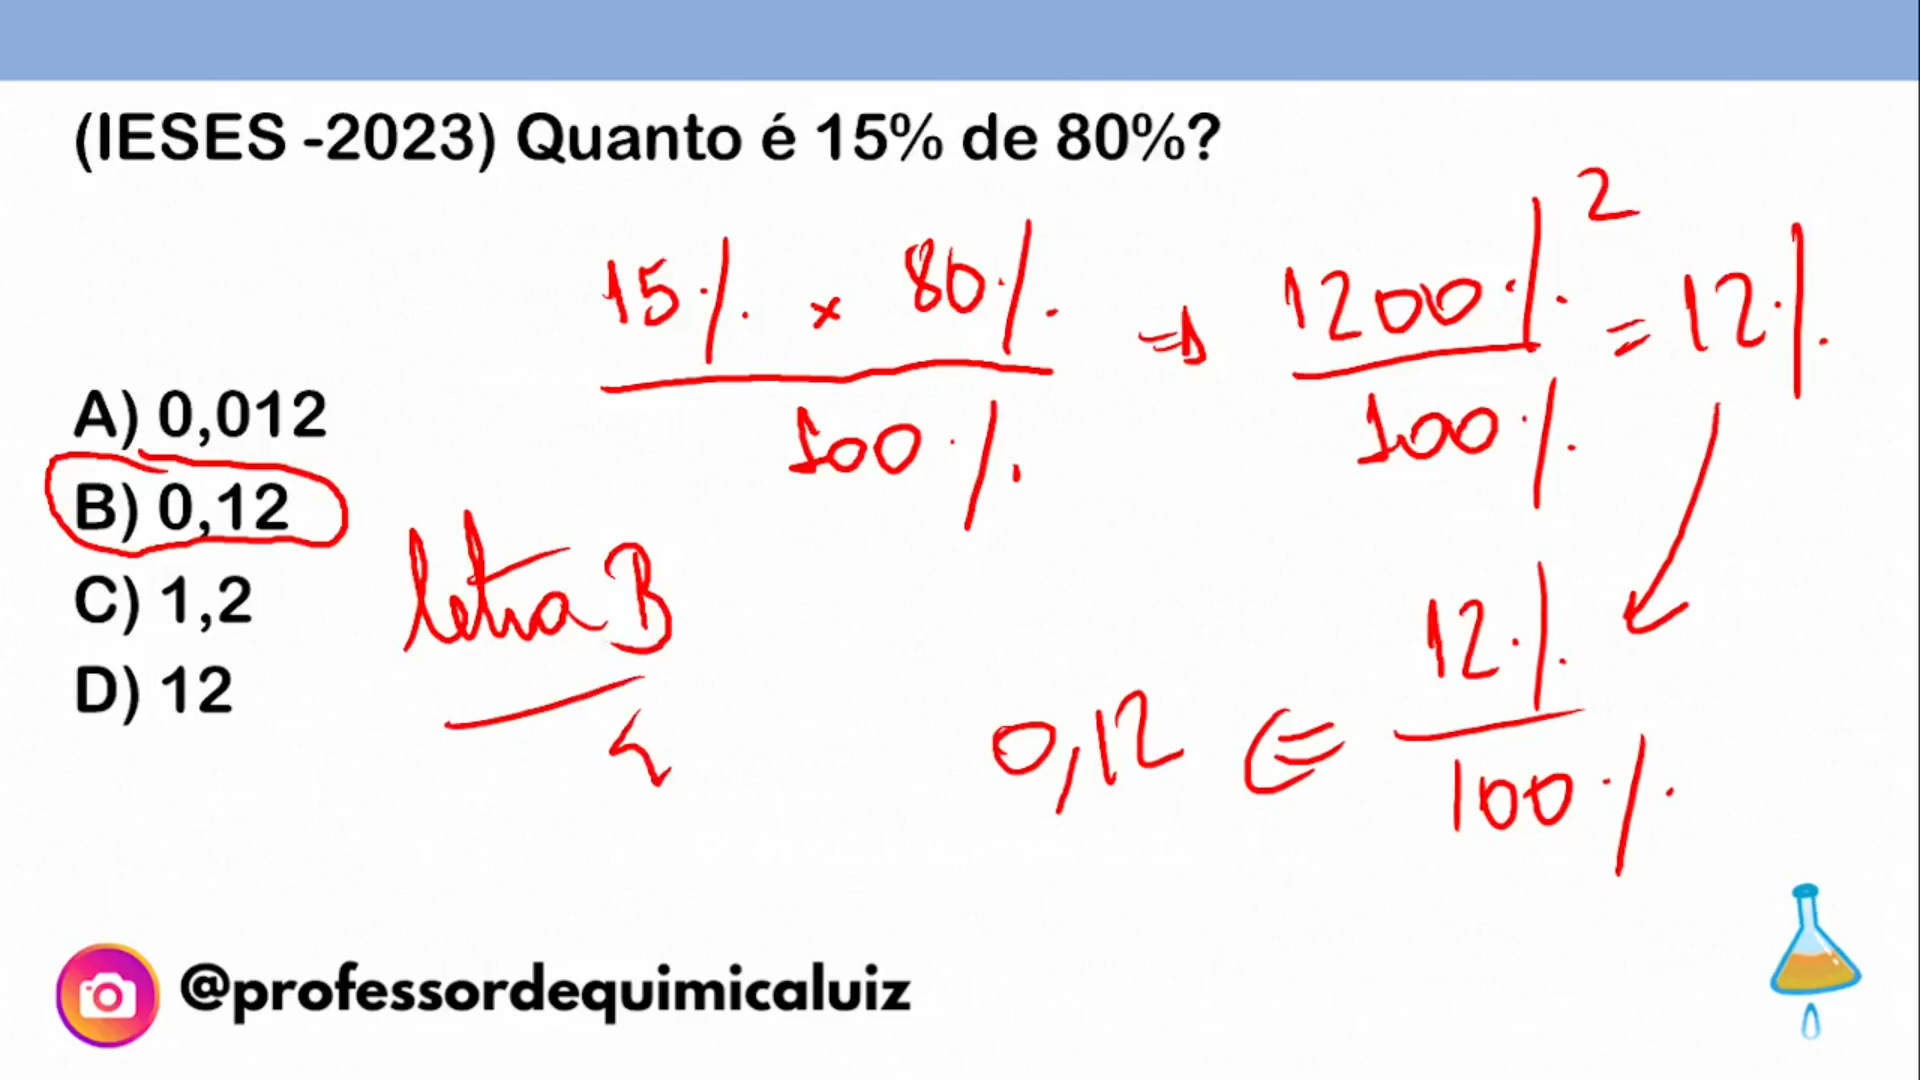 (IESES -2023) Quanto é 15% de 80%?
15% × 80% ⇒ 1200%² = 12%
100% 100%
A) 0,012
B) 0,12
C) 1,2
D) 12
letra B
12%
0,12 ⇐
100%
@professordequimicaluiz